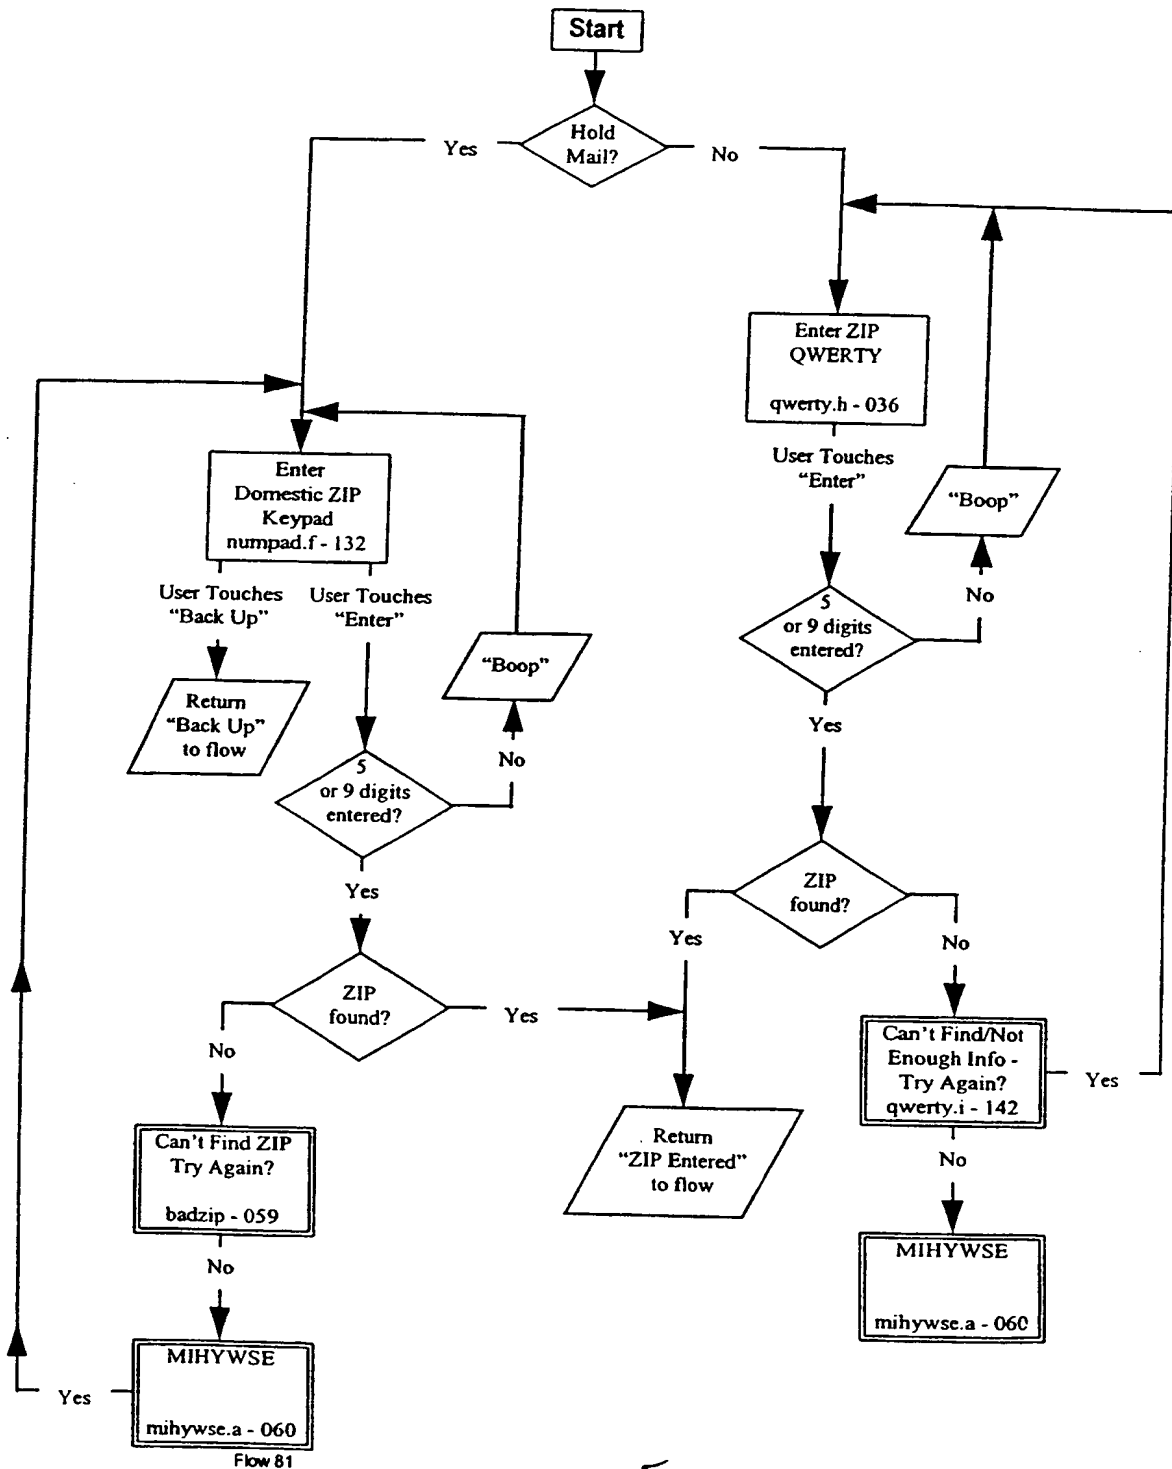 Start
Hold
Mail?
Yes
No
Enter ZIP
QWERTY
qwerty.h - 036
User Touches
“Enter”
“Boop”
No
5
or 9 digits
entered?
Yes
Enter
Domestic ZIP
Keypad
numpad.f - 132
User Touches
“Back Up”
User Touches
“Enter”
Return
“Back Up”
to flow
“Boop”
No
5
or 9 digits
entered?
Yes
ZIP
found?
Yes
No
ZIP
found?
Yes
No
Can't Find/Not
Enough Info -
Try Again?
qwerty.i - 142
Yes
No
Return
“ZIP Entered”
to flow
Can't Find ZIP
Try Again?
badzip - 059
No
MIHYWSE
mihywse.a - 060
MIHYWSE
mihywse.a - 060
Yes
Flow 81